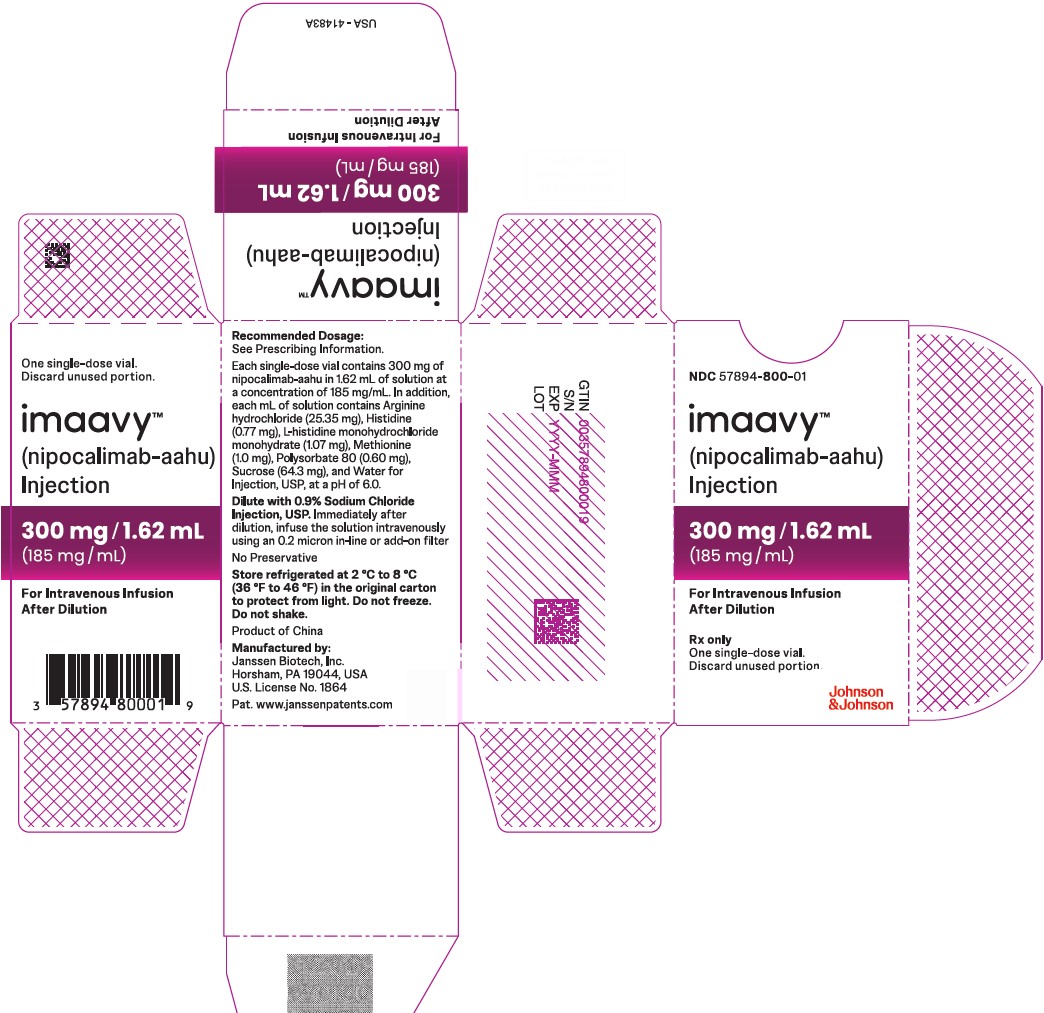 USA - 41483A
For Intravenous Infusion
After Dilution
300 mg / 1.62 mL
(185 mg / mL)
imaavy™
(nipocalimab-aahu)
Injection
One single-dose vial.
Discard unused portion.
imaavy™
(nipocalimab-aahu)
Injection
300 mg / 1.62 mL
(185 mg / mL)
For Intravenous Infusion
After Dilution
3 57894 80001 9
Recommended Dosage:
See Prescribing Information.
Each single-dose vial contains 300 mg of
nipocalimab-aahu in 1.62 mL of solution at
a concentration of 185 mg/mL. In addition,
each mL of solution contains Arginine
hydrochloride (25.35 mg), Histidine
(0.77 mg), L-histidine monohydrochloride
monohydrate (1.07 mg), Methionine
(1.0 mg), Polysorbate 80 (0.60 mg),
Sucrose (64.3 mg), and Water for
Injection, USP, at a pH of 6.0.
Dilute with 0.9% Sodium Chloride
Injection, USP. Immediately after
dilution, infuse the solution intravenously
using an 0.2 micron in-line or add-on filter
No Preservative
Store refrigerated at 2 °C to 8 °C
(36 °F to 46 °F) in the original carton
to protect from light. Do not freeze.
Do not shake.
Product of China
Manufactured by:
Janssen Biotech, Inc.
Horsham, PA 19044, USA
U.S. License No. 1864
Pat. www.janssenpatents.com
GTIN 00357894800019
S/N
EXP YYYY-MMM
LOT
NDC 57894-800-01
imaavy™
(nipocalimab-aahu)
Injection
300 mg / 1.62 mL
(185 mg / mL)
For Intravenous Infusion
After Dilution
Rx only
One single-dose vial.
Discard unused portion.
Johnson
&Johnson